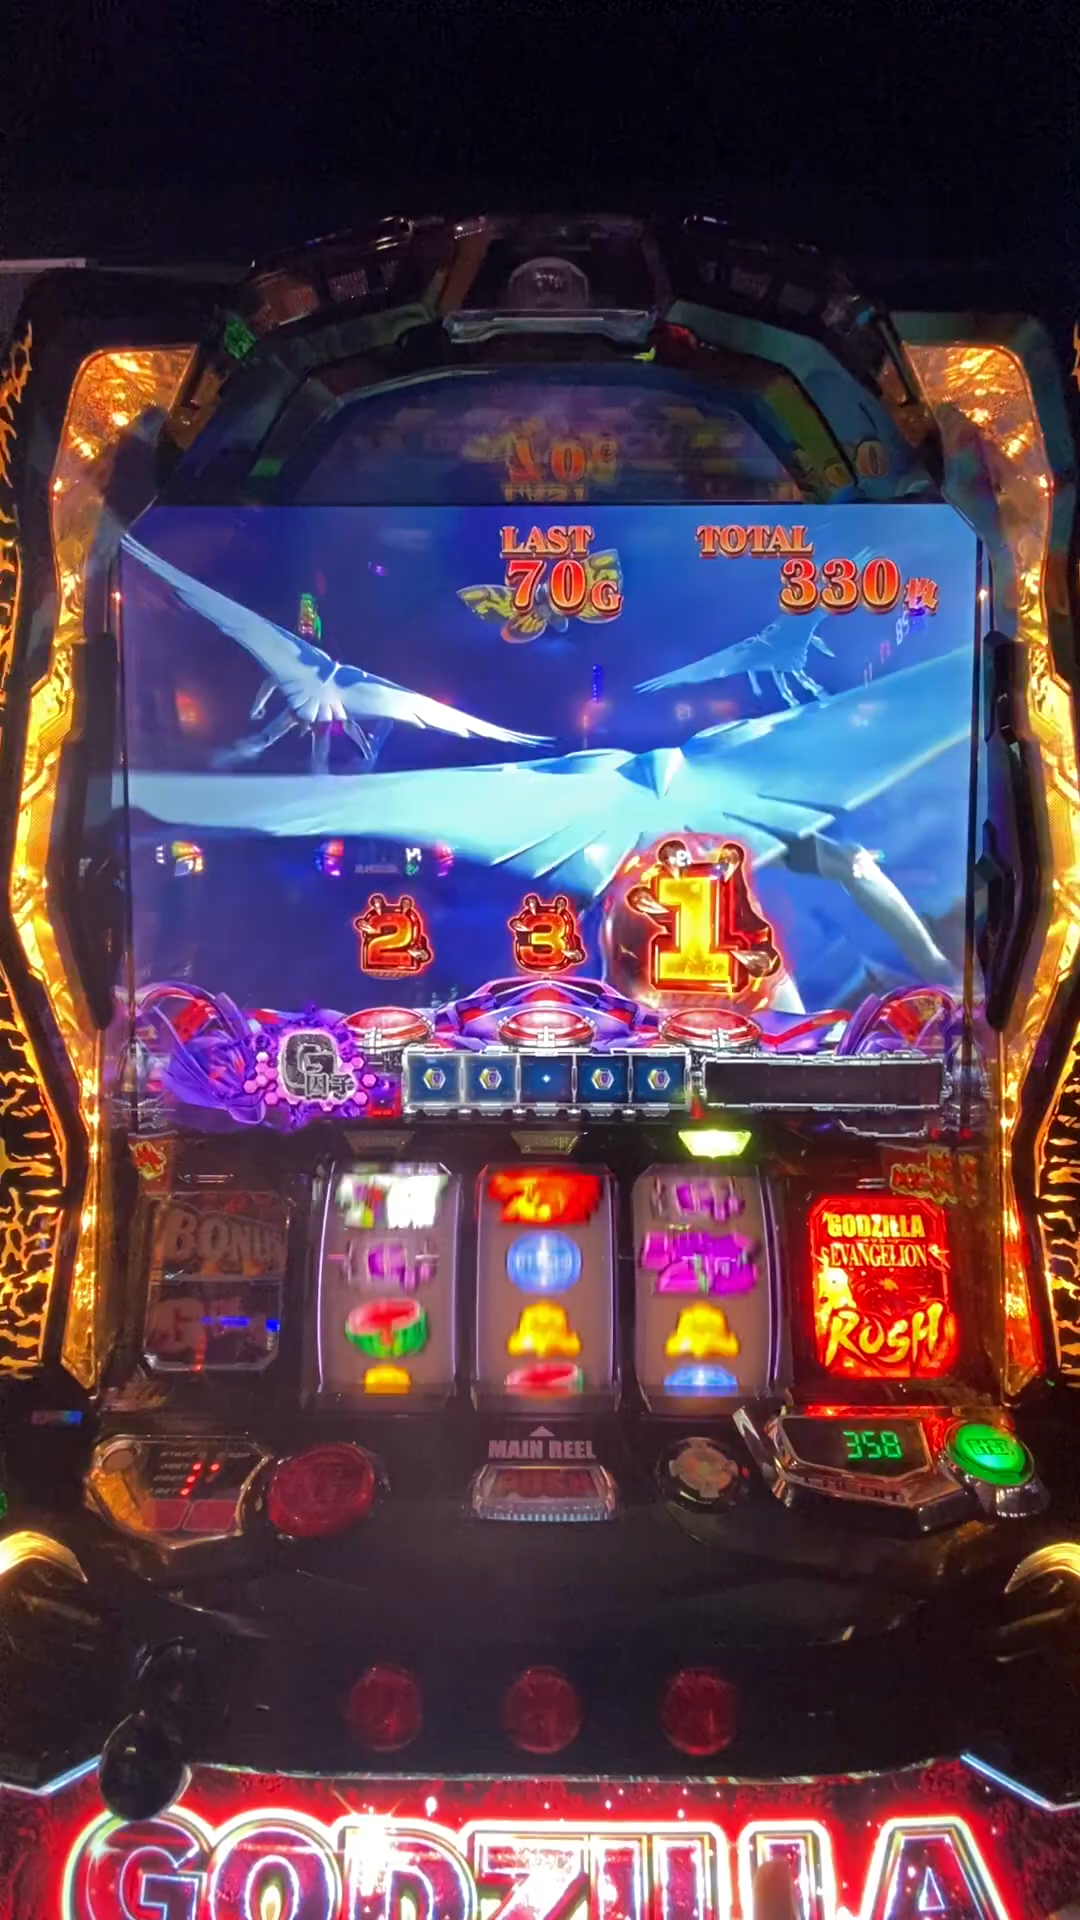 LAST
70G
TOTAL
330枚
2 3 1
G因子
BONUS
GODZILLA
EVANGELION
RUSH
MAIN REEL
358
CREDIT
GODZILLA